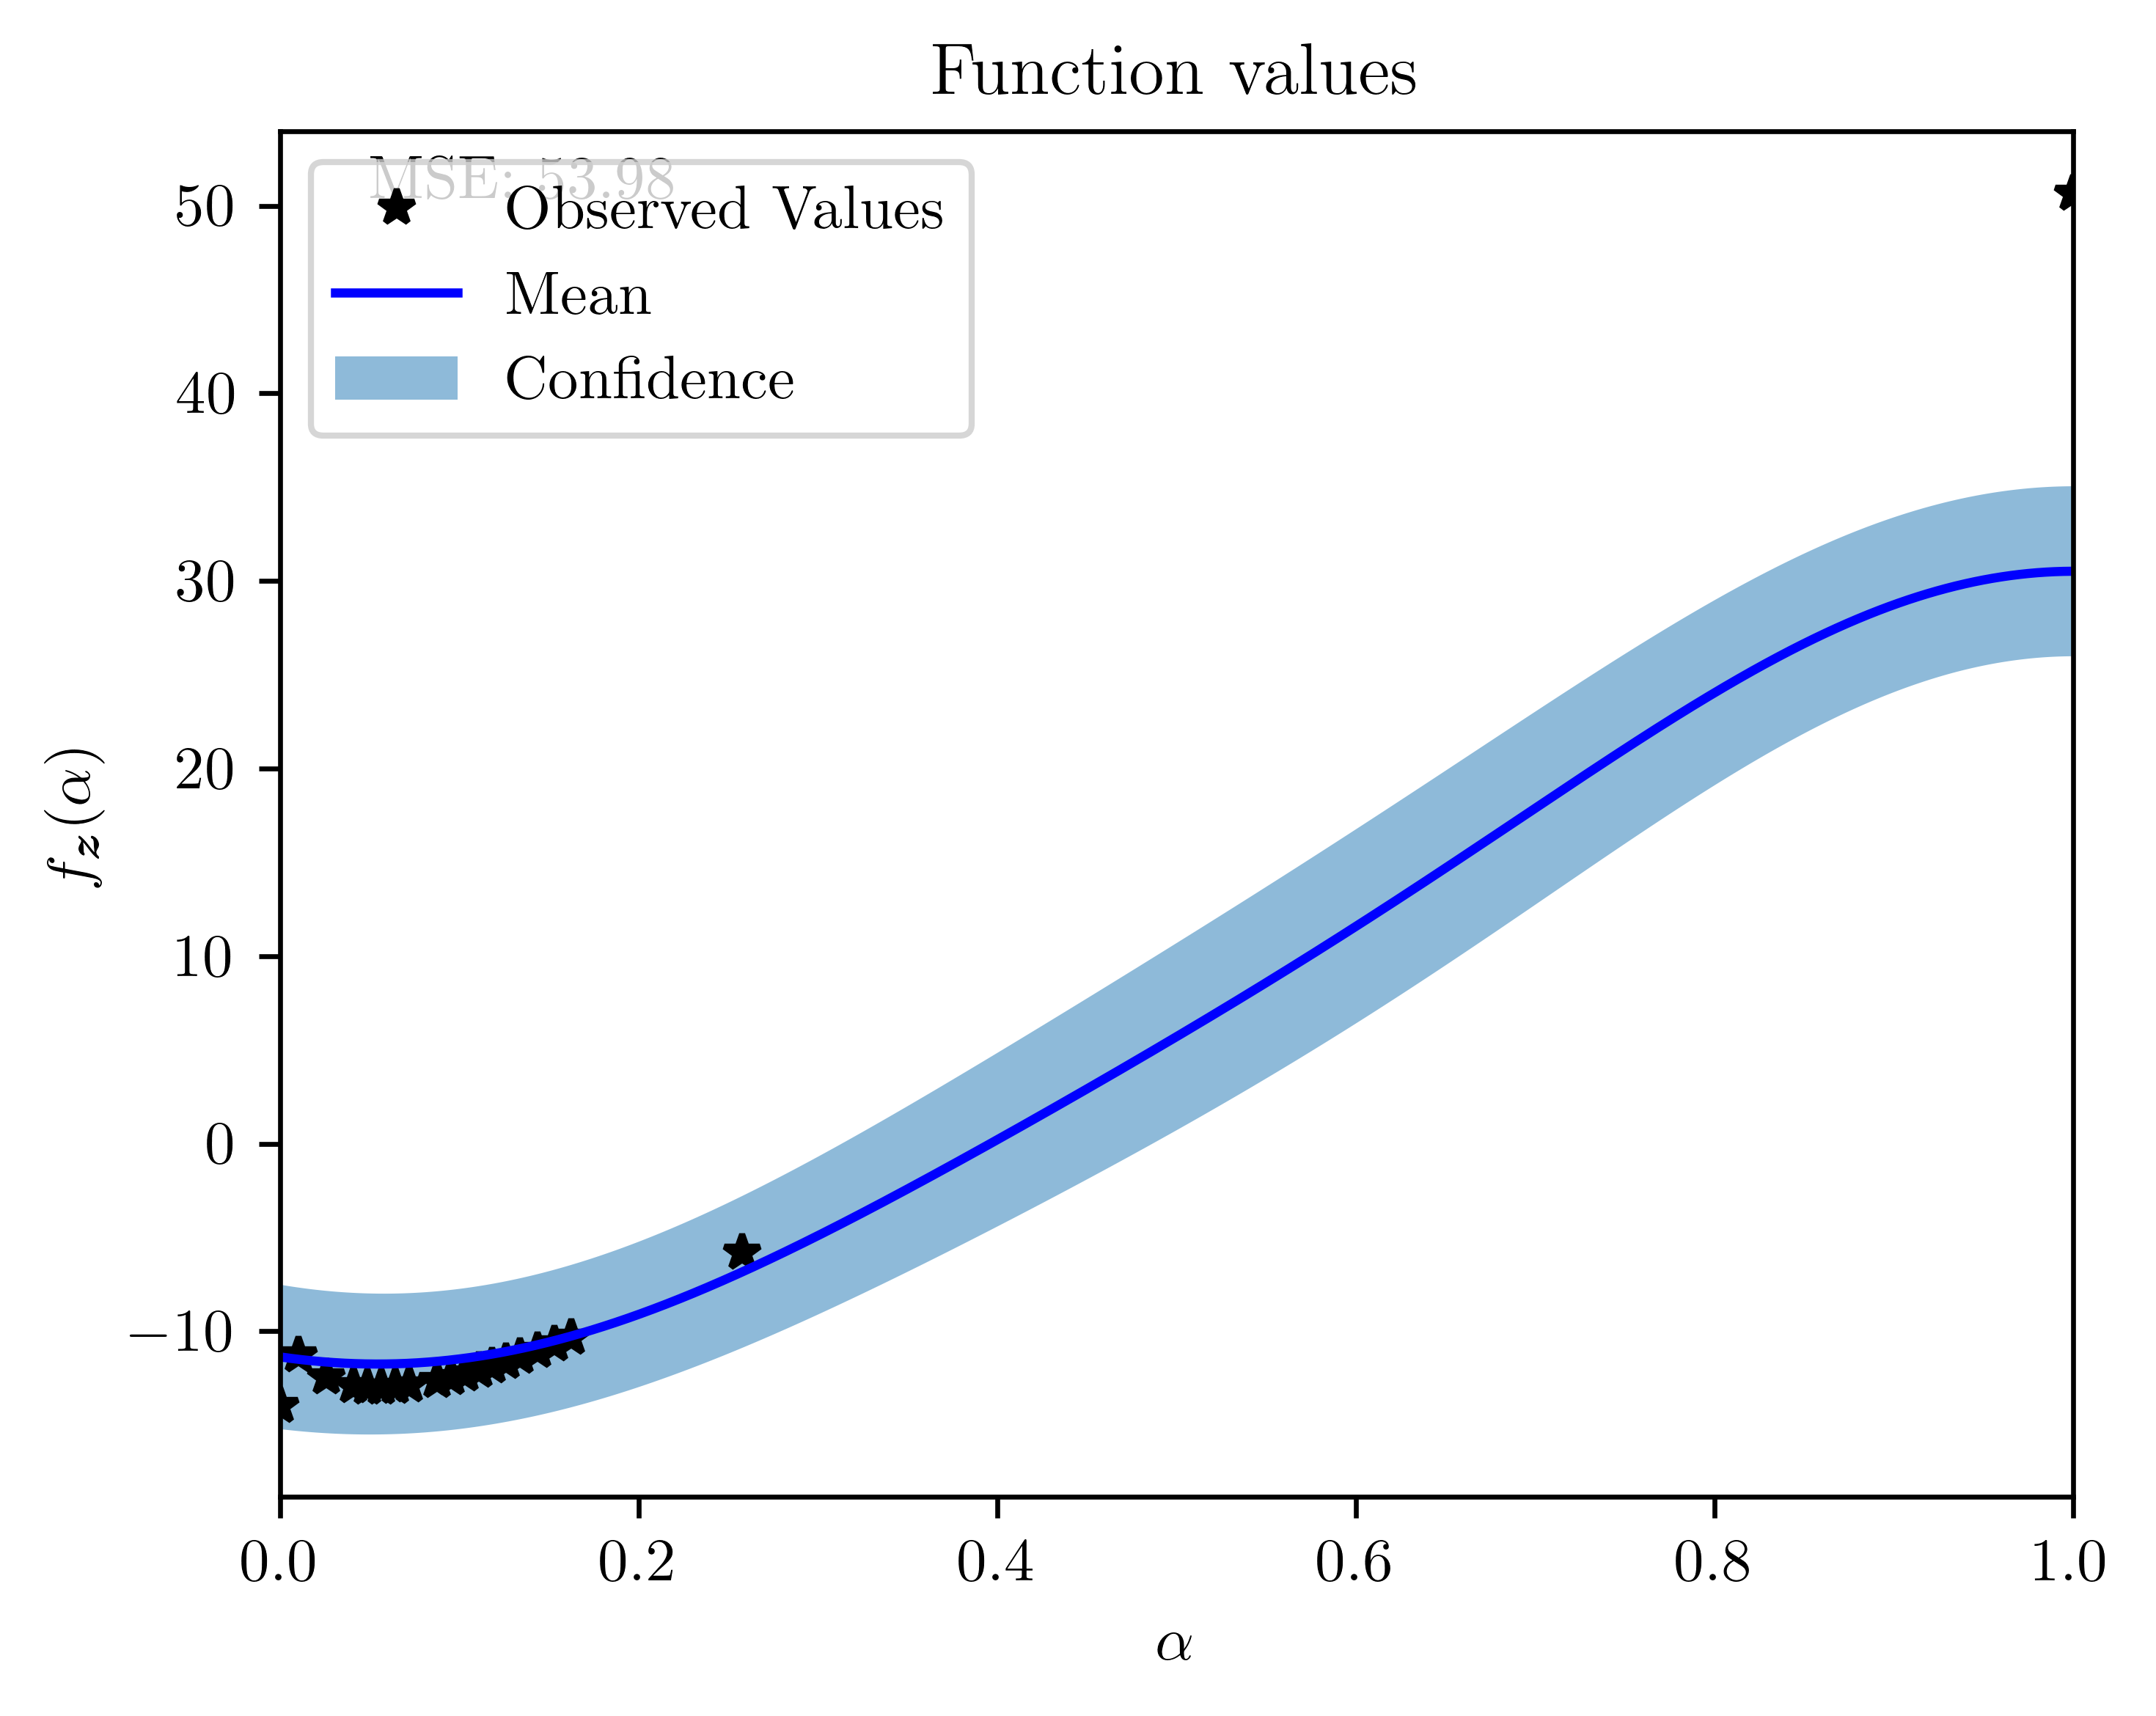 Function values
MSE: 53.98
Observed Values
Mean
Confidence
50
40
30
20
10
0
−10
f_z(α)
0.0 0.2 0.4 0.6 0.8 1.0
α